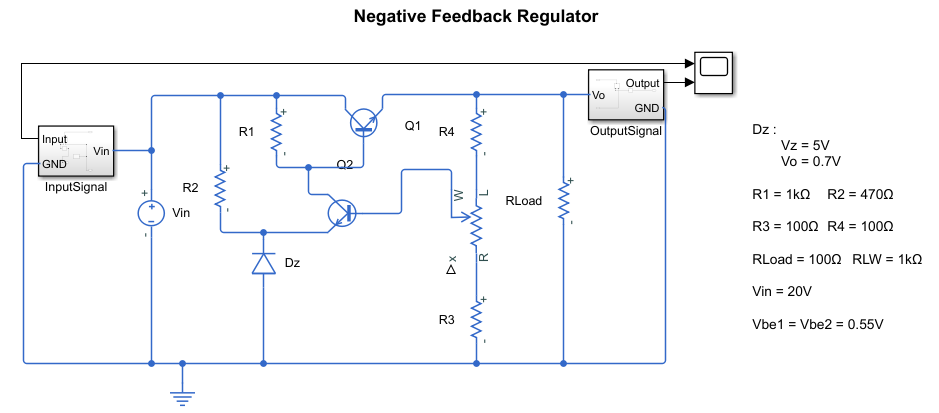 Negative Feedback Regulator
Output
Vo
GND
OutputSignal
Input
Vin
GND
InputSignal
R1
+
-
Q1
R4
+
-
Q2
R2
+
-
W
L
RLoad
+
-
+
Vin
-
Dz
x
R
R3
+
-
Dz :
Vz = 5V
Vo = 0.7V
R1 = 1kΩ R2 = 470Ω
R3 = 100Ω R4 = 100Ω
RLoad = 100Ω RLW = 1kΩ
Vin = 20V
Vbe1 = Vbe2 = 0.55V